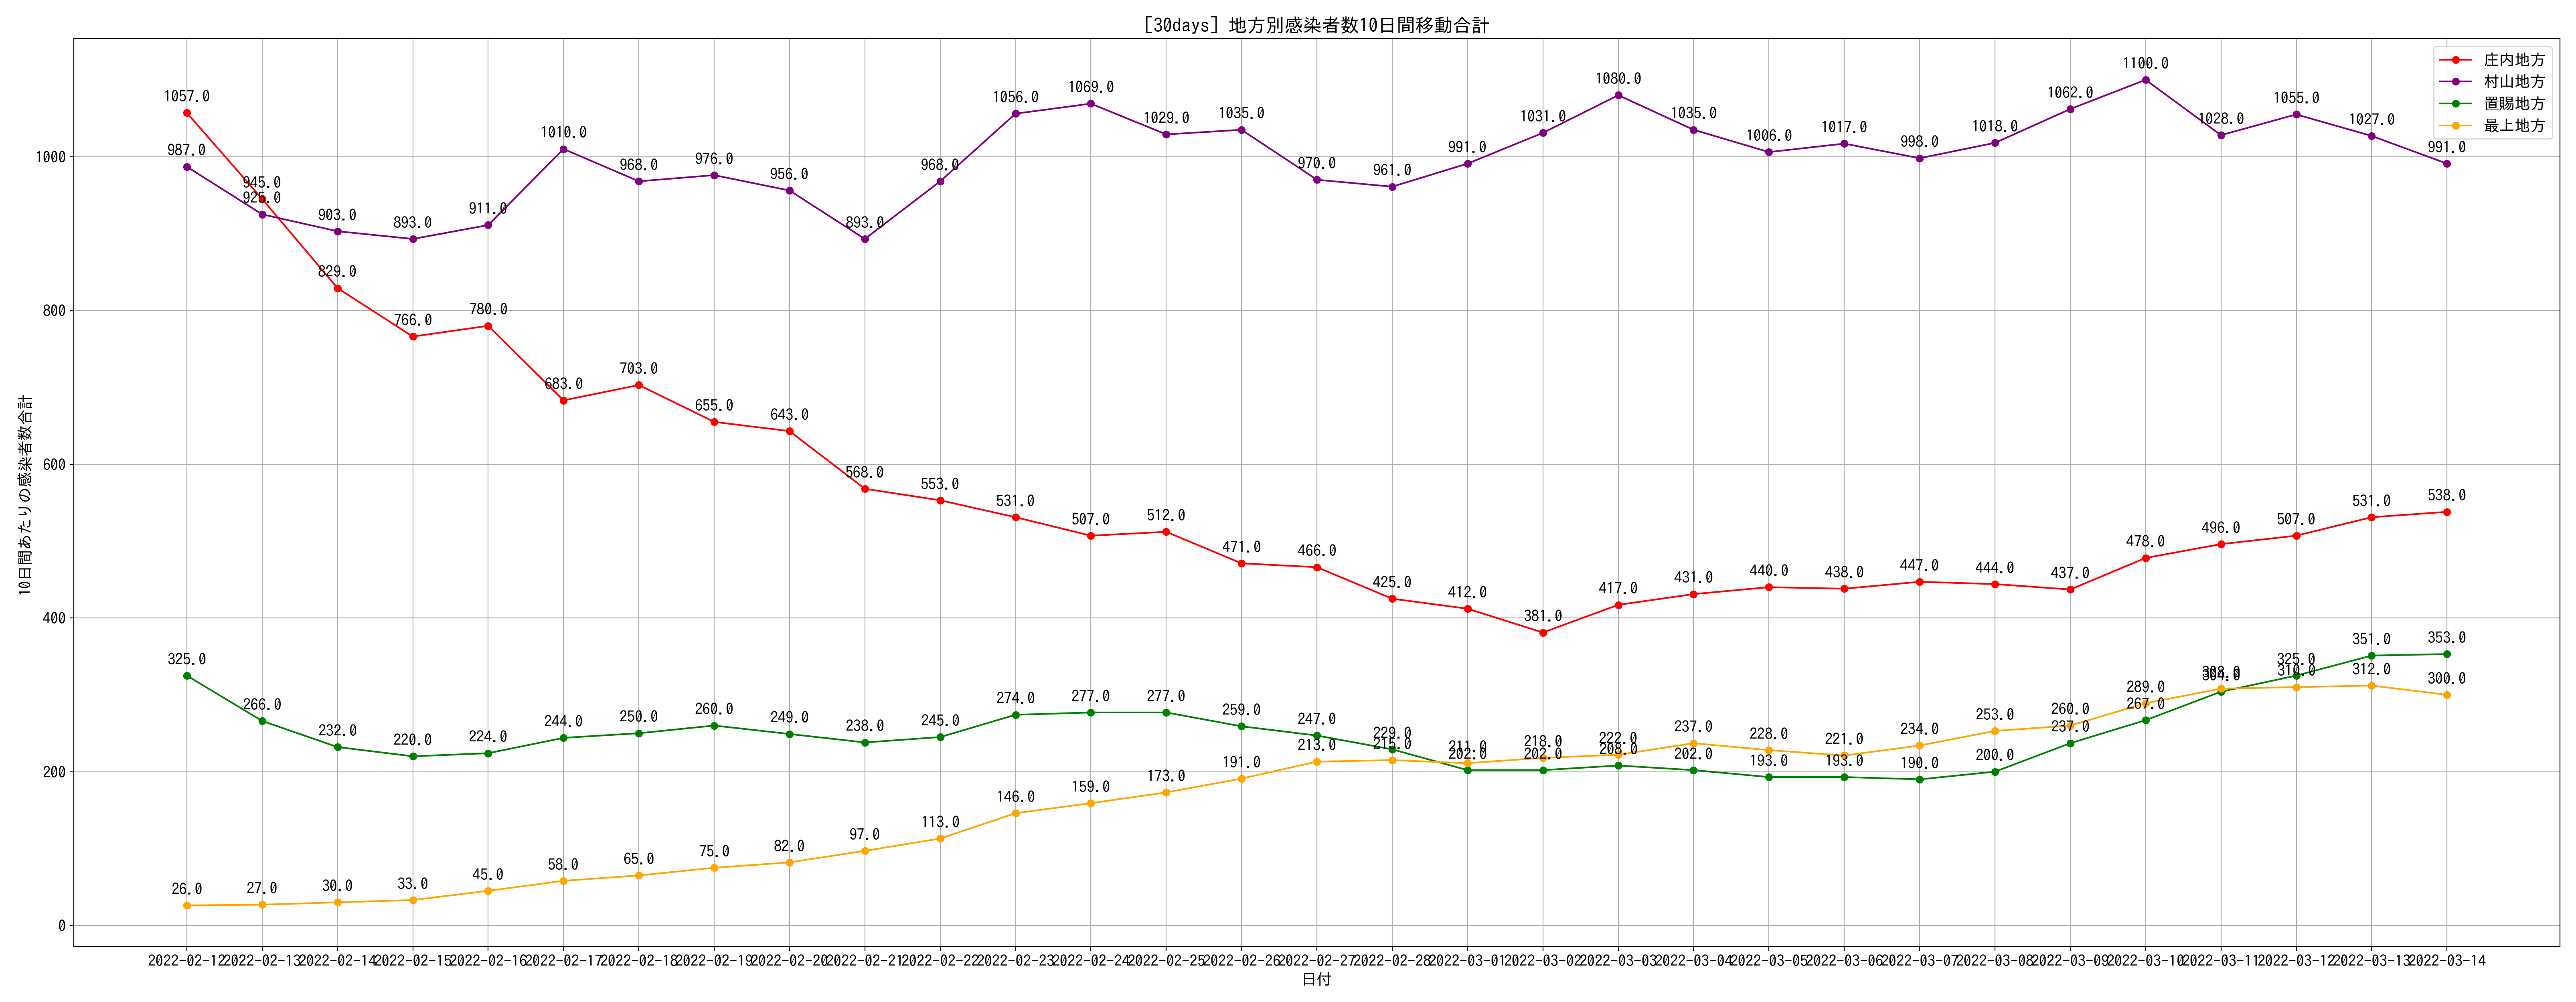 [30days] 地方別感染者数10日間移動合計
庄内地方
村山地方
置賜地方
最上地方
10日間あたりの感染者数合計
1000
800
600
400
200
0
1057.0 945.0 829.0 766.0 780.0 683.0 703.0 655.0 643.0 568.0 553.0 531.0 507.0 512.0 471.0 466.0 425.0 412.0 381.0 417.0 431.0 440.0 438.0 447.0 444.0 437.0 478.0 496.0 507.0 531.0 538.0
987.0 925.0 903.0 893.0 911.0 1010.0 968.0 976.0 956.0 893.0 968.0 1056.0 1069.0 1029.0 1035.0 970.0 961.0 991.0 1031.0 1080.0 1035.0 1006.0 1017.0 998.0 1018.0 1062.0 1100.0 1028.0 1055.0 1027.0 991.0
325.0 266.0 232.0 220.0 224.0 244.0 250.0 260.0 249.0 238.0 245.0 274.0 277.0 277.0 259.0 247.0 229.0 202.0 202.0 208.0 202.0 193.0 193.0 190.0 200.0 237.0 267.0 304.0 325.0 351.0 353.0
26.0 27.0 30.0 33.0 45.0 58.0 65.0 75.0 82.0 97.0 113.0 146.0 159.0 173.0 191.0 213.0 215.0 211.0 218.0 222.0 237.0 228.0 221.0 234.0 253.0 260.0 289.0 308.0 310.0 312.0 300.0
2022-02-12 2022-02-13 2022-02-14 2022-02-15 2022-02-16 2022-02-17 2022-02-18 2022-02-19 2022-02-20 2022-02-21 2022-02-22 2022-02-23 2022-02-24 2022-02-25 2022-02-26 2022-02-27 2022-02-28 2022-03-01 2022-03-02 2022-03-03 2022-03-04 2022-03-05 2022-03-06 2022-03-07 2022-03-08 2022-03-09 2022-03-10 2022-03-11 2022-03-12 2022-03-13 2022-03-14
日付